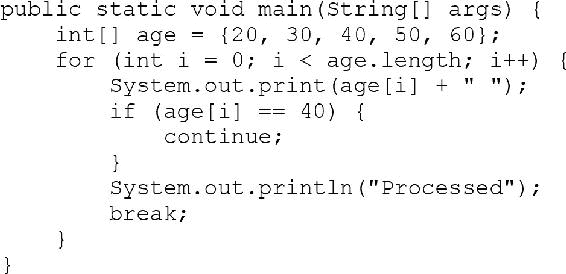 public static void main(String[] args) {
    int[] age = {20, 30, 40, 50, 60};
    for (int i = 0; i < age.length; i++) {
        System.out.print(age[i] + " ");
        if (age[i] == 40) {
            continue;
        }
        System.out.println("Processed");
        break;
    }
}